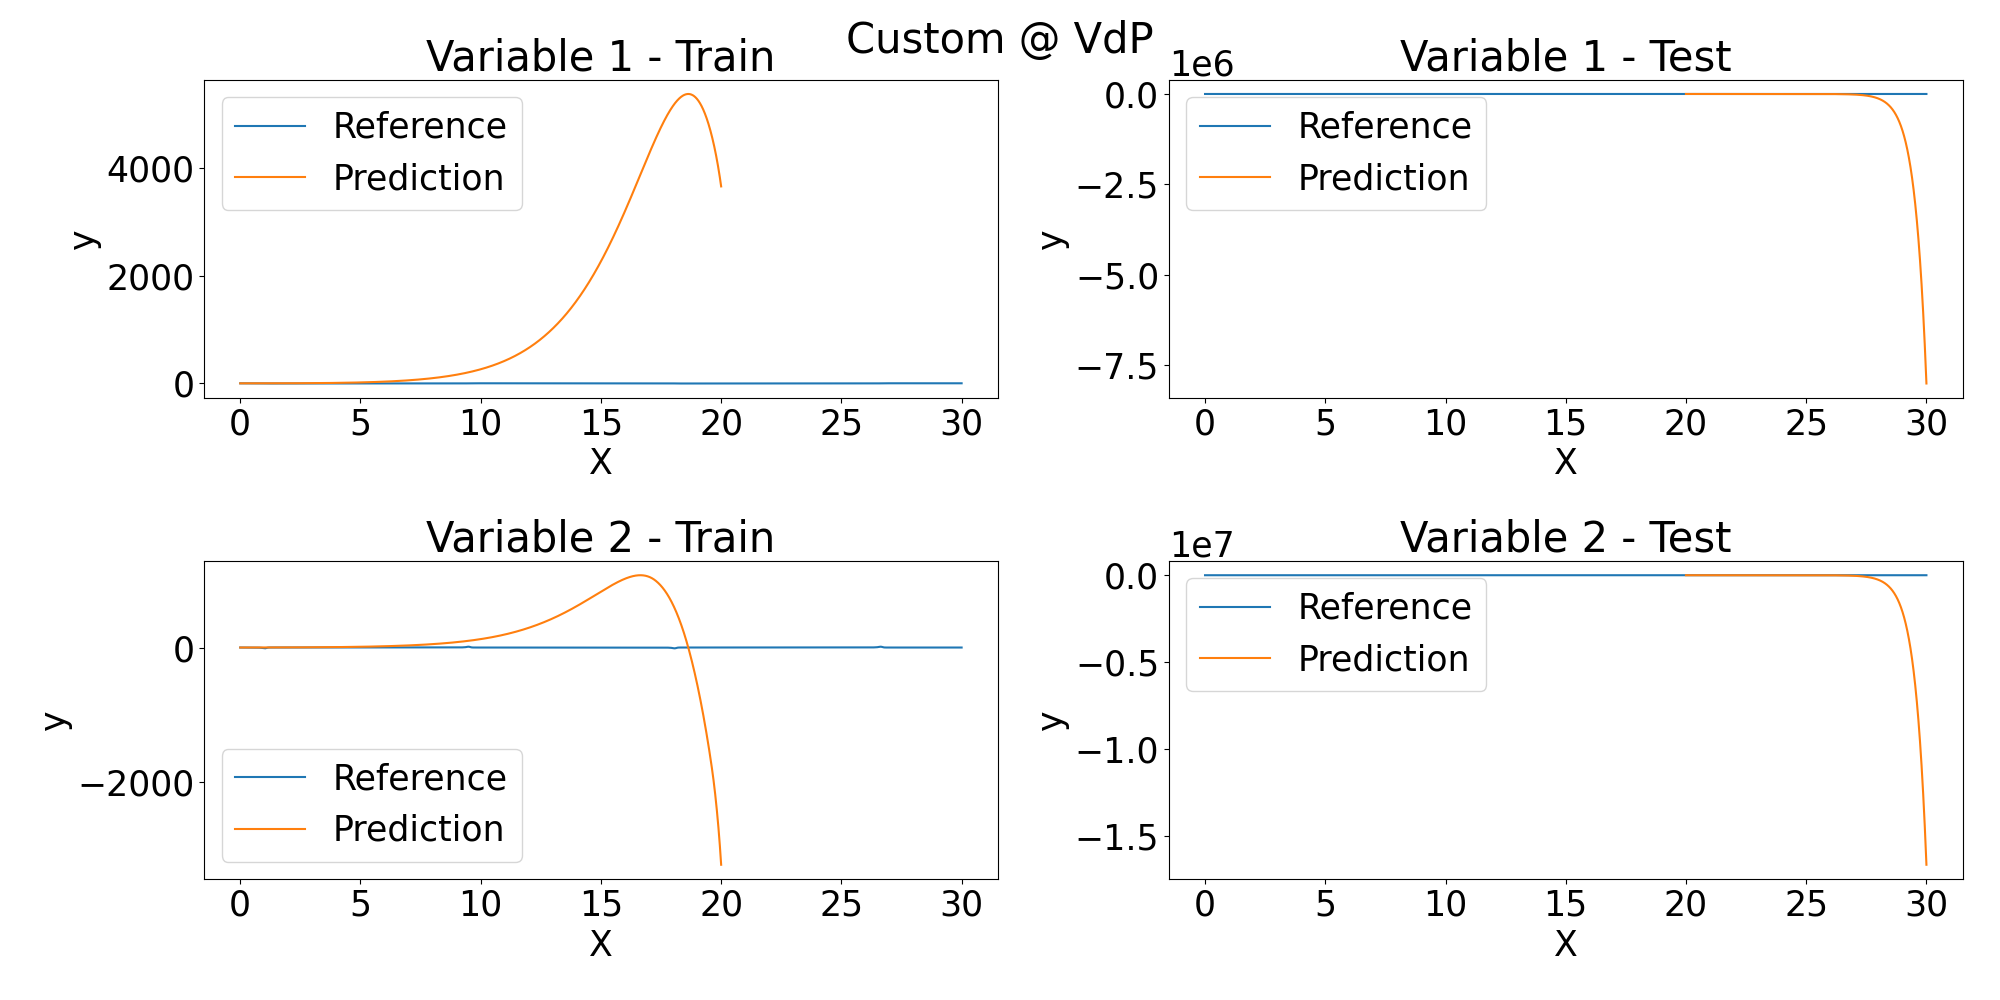 Custom @ VdP
Variable 1 - Train
Reference
Prediction
4000
2000
0
y
0 5 10 15 20 25 30
X
Variable 1 - Test
1e6
Reference
Prediction
0.0
−2.5
−5.0
−7.5
y
0 5 10 15 20 25 30
X
Variable 2 - Train
Reference
Prediction
0
−2000
y
0 5 10 15 20 25 30
X
Variable 2 - Test
1e7
Reference
Prediction
0.0
−0.5
−1.0
−1.5
y
0 5 10 15 20 25 30
X